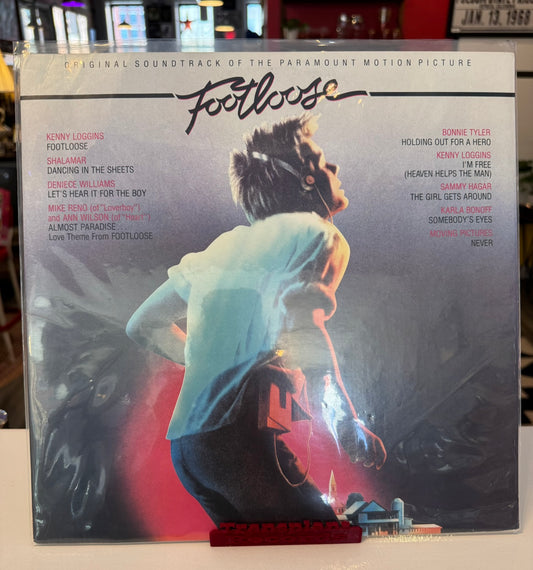 JAN. 13, 1968
ORIGINAL SOUNDTRACK OF THE PARAMOUNT MOTION PICTURE
Footloose
KENNY LOGGINS
FOOTLOOSE
SHALAMAR
DANCING IN THE SHEETS
DENIECE WILLIAMS
LET'S HEAR IT FOR THE BOY
MIKE RENO (of "Loverboy")
and ANN WILSON (of "Heart")
ALMOST PARADISE...
Love Theme From FOOTLOOSE
BONNIE TYLER
HOLDING OUT FOR A HERO
KENNY LOGGINS
I'M FREE
(HEAVEN HELPS THE MAN)
SAMMY HAGAR
THE GIRL GETS AROUND
KARLA BONOFF
SOMEBODY'S EYES
MOVING PICTURES
NEVER